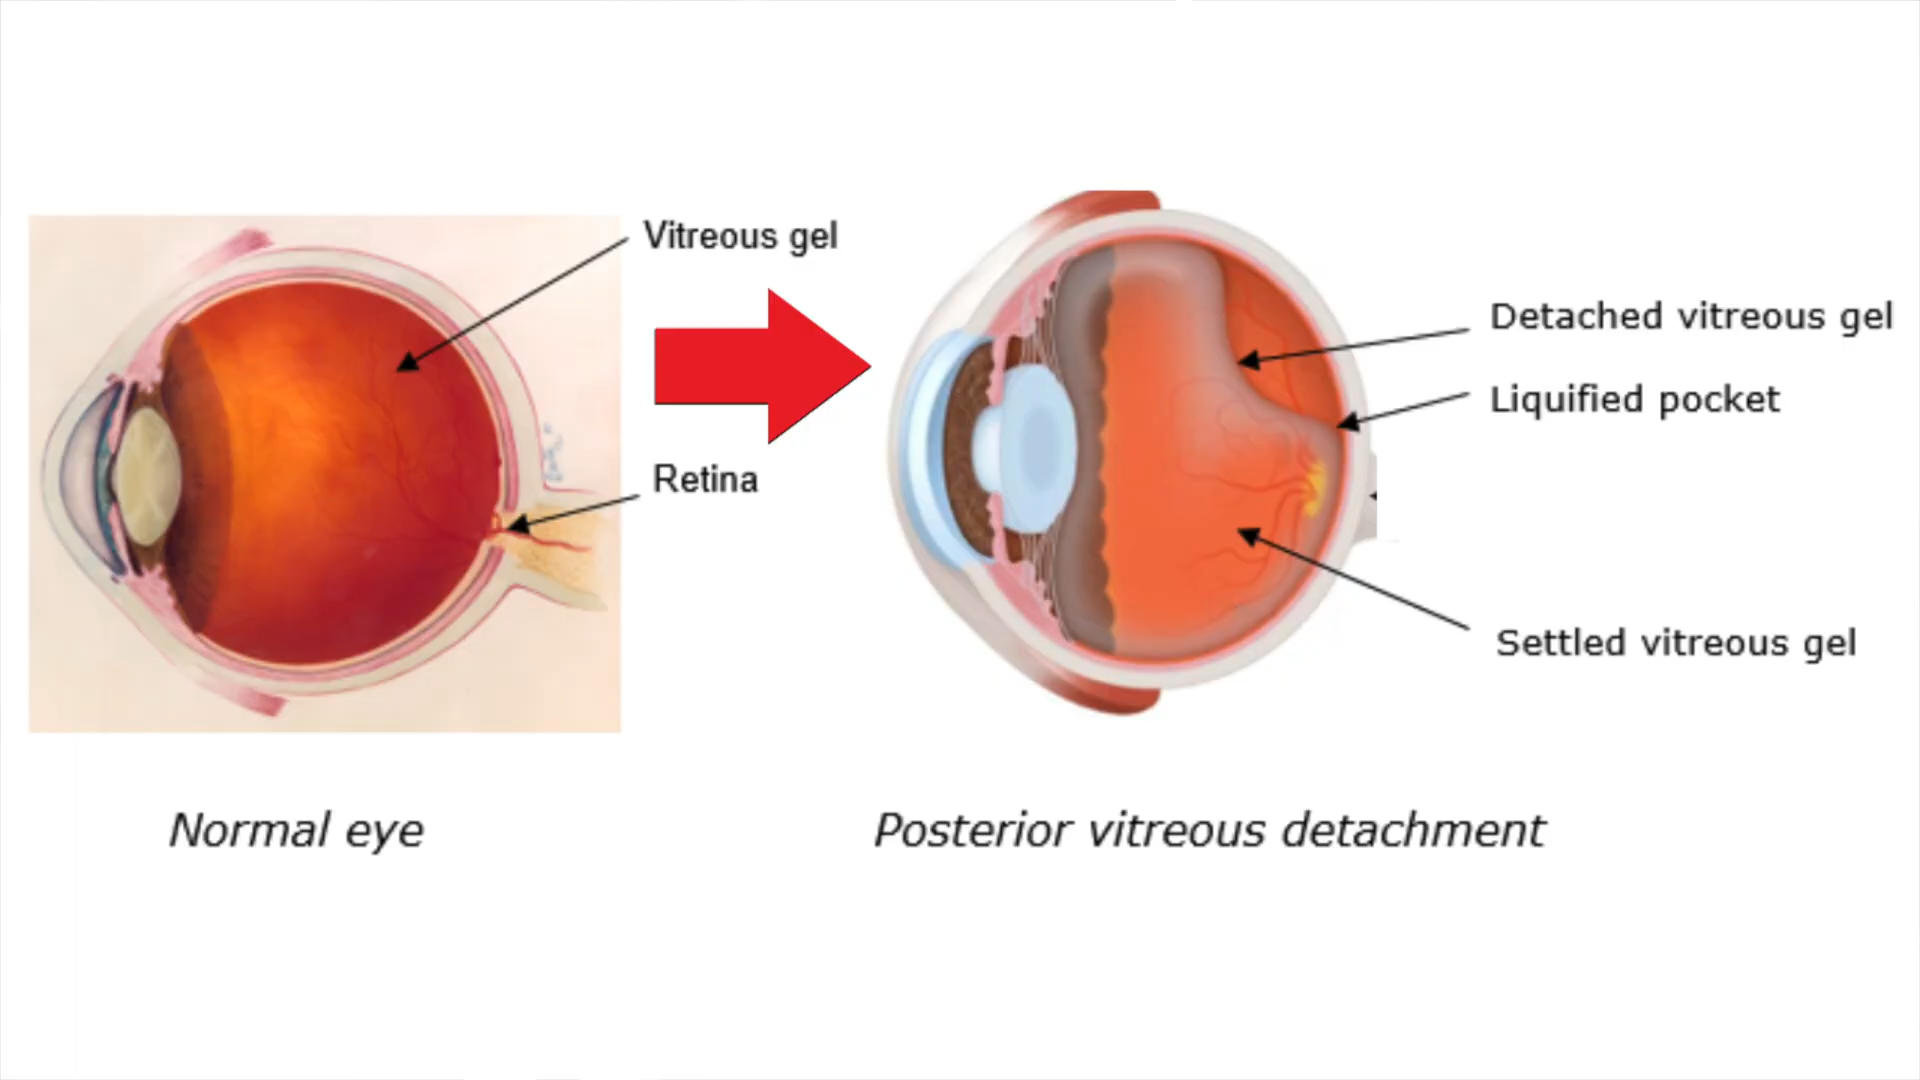 Vitreous gel
Retina
Detached vitreous gel
Liquified pocket
Settled vitreous gel
Normal eye
Posterior vitreous detachment